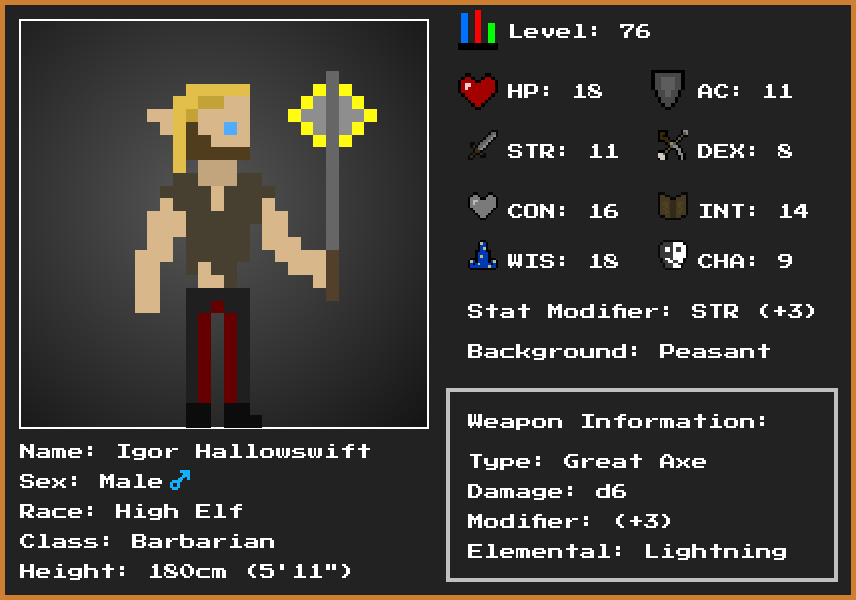 Level: 76
HP: 18 AC: 11
STR: 11 DEX: 8
CON: 16 INT: 14
WIS: 18 CHA: 9
Stat Modifier: STR (+3)
Background: Peasant
Weapon Information:
Type: Great Axe
Damage: d6
Modifier: (+3)
Elemental: Lightning
Name: Igor Hallowswift
Sex: Male ♂
Race: High Elf
Class: Barbarian
Height: 180cm (5'11")